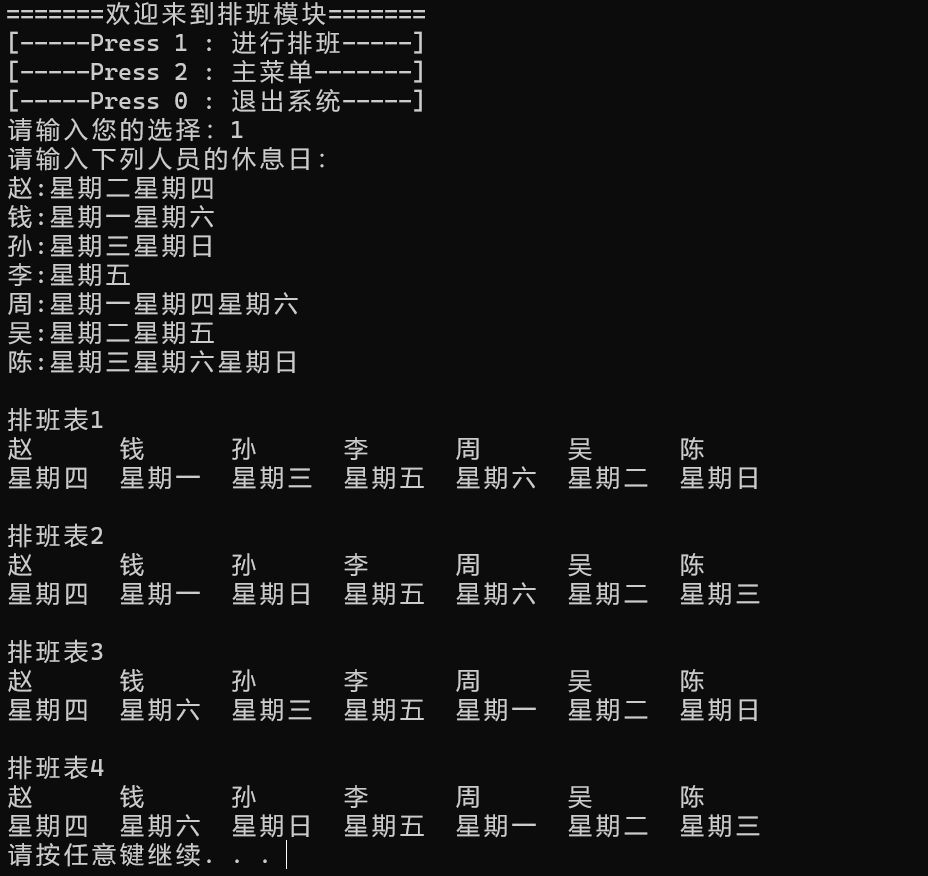 =======欢迎来到排班模块=======
[-----Press 1 : 进行排班-----]
[-----Press 2 : 主菜单-------]
[-----Press 0 : 退出系统-----]
请输入您的选择: 1
请输入下列人员的休息日:
赵:星期二星期四
钱:星期一星期六
孙:星期三星期日
李:星期五
周:星期一星期四星期六
吴:星期二星期五
陈:星期三星期六星期日
排班表1
赵 钱 孙 李 周 吴 陈
星期四 星期一 星期三 星期五 星期六 星期二 星期日
排班表2
赵 钱 孙 李 周 吴 陈
星期四 星期一 星期日 星期五 星期六 星期二 星期三
排班表3
赵 钱 孙 李 周 吴 陈
星期四 星期六 星期三 星期五 星期一 星期二 星期日
排班表4
赵 钱 孙 李 周 吴 陈
星期四 星期六 星期日 星期五 星期一 星期二 星期三
请按任意键继续. . .